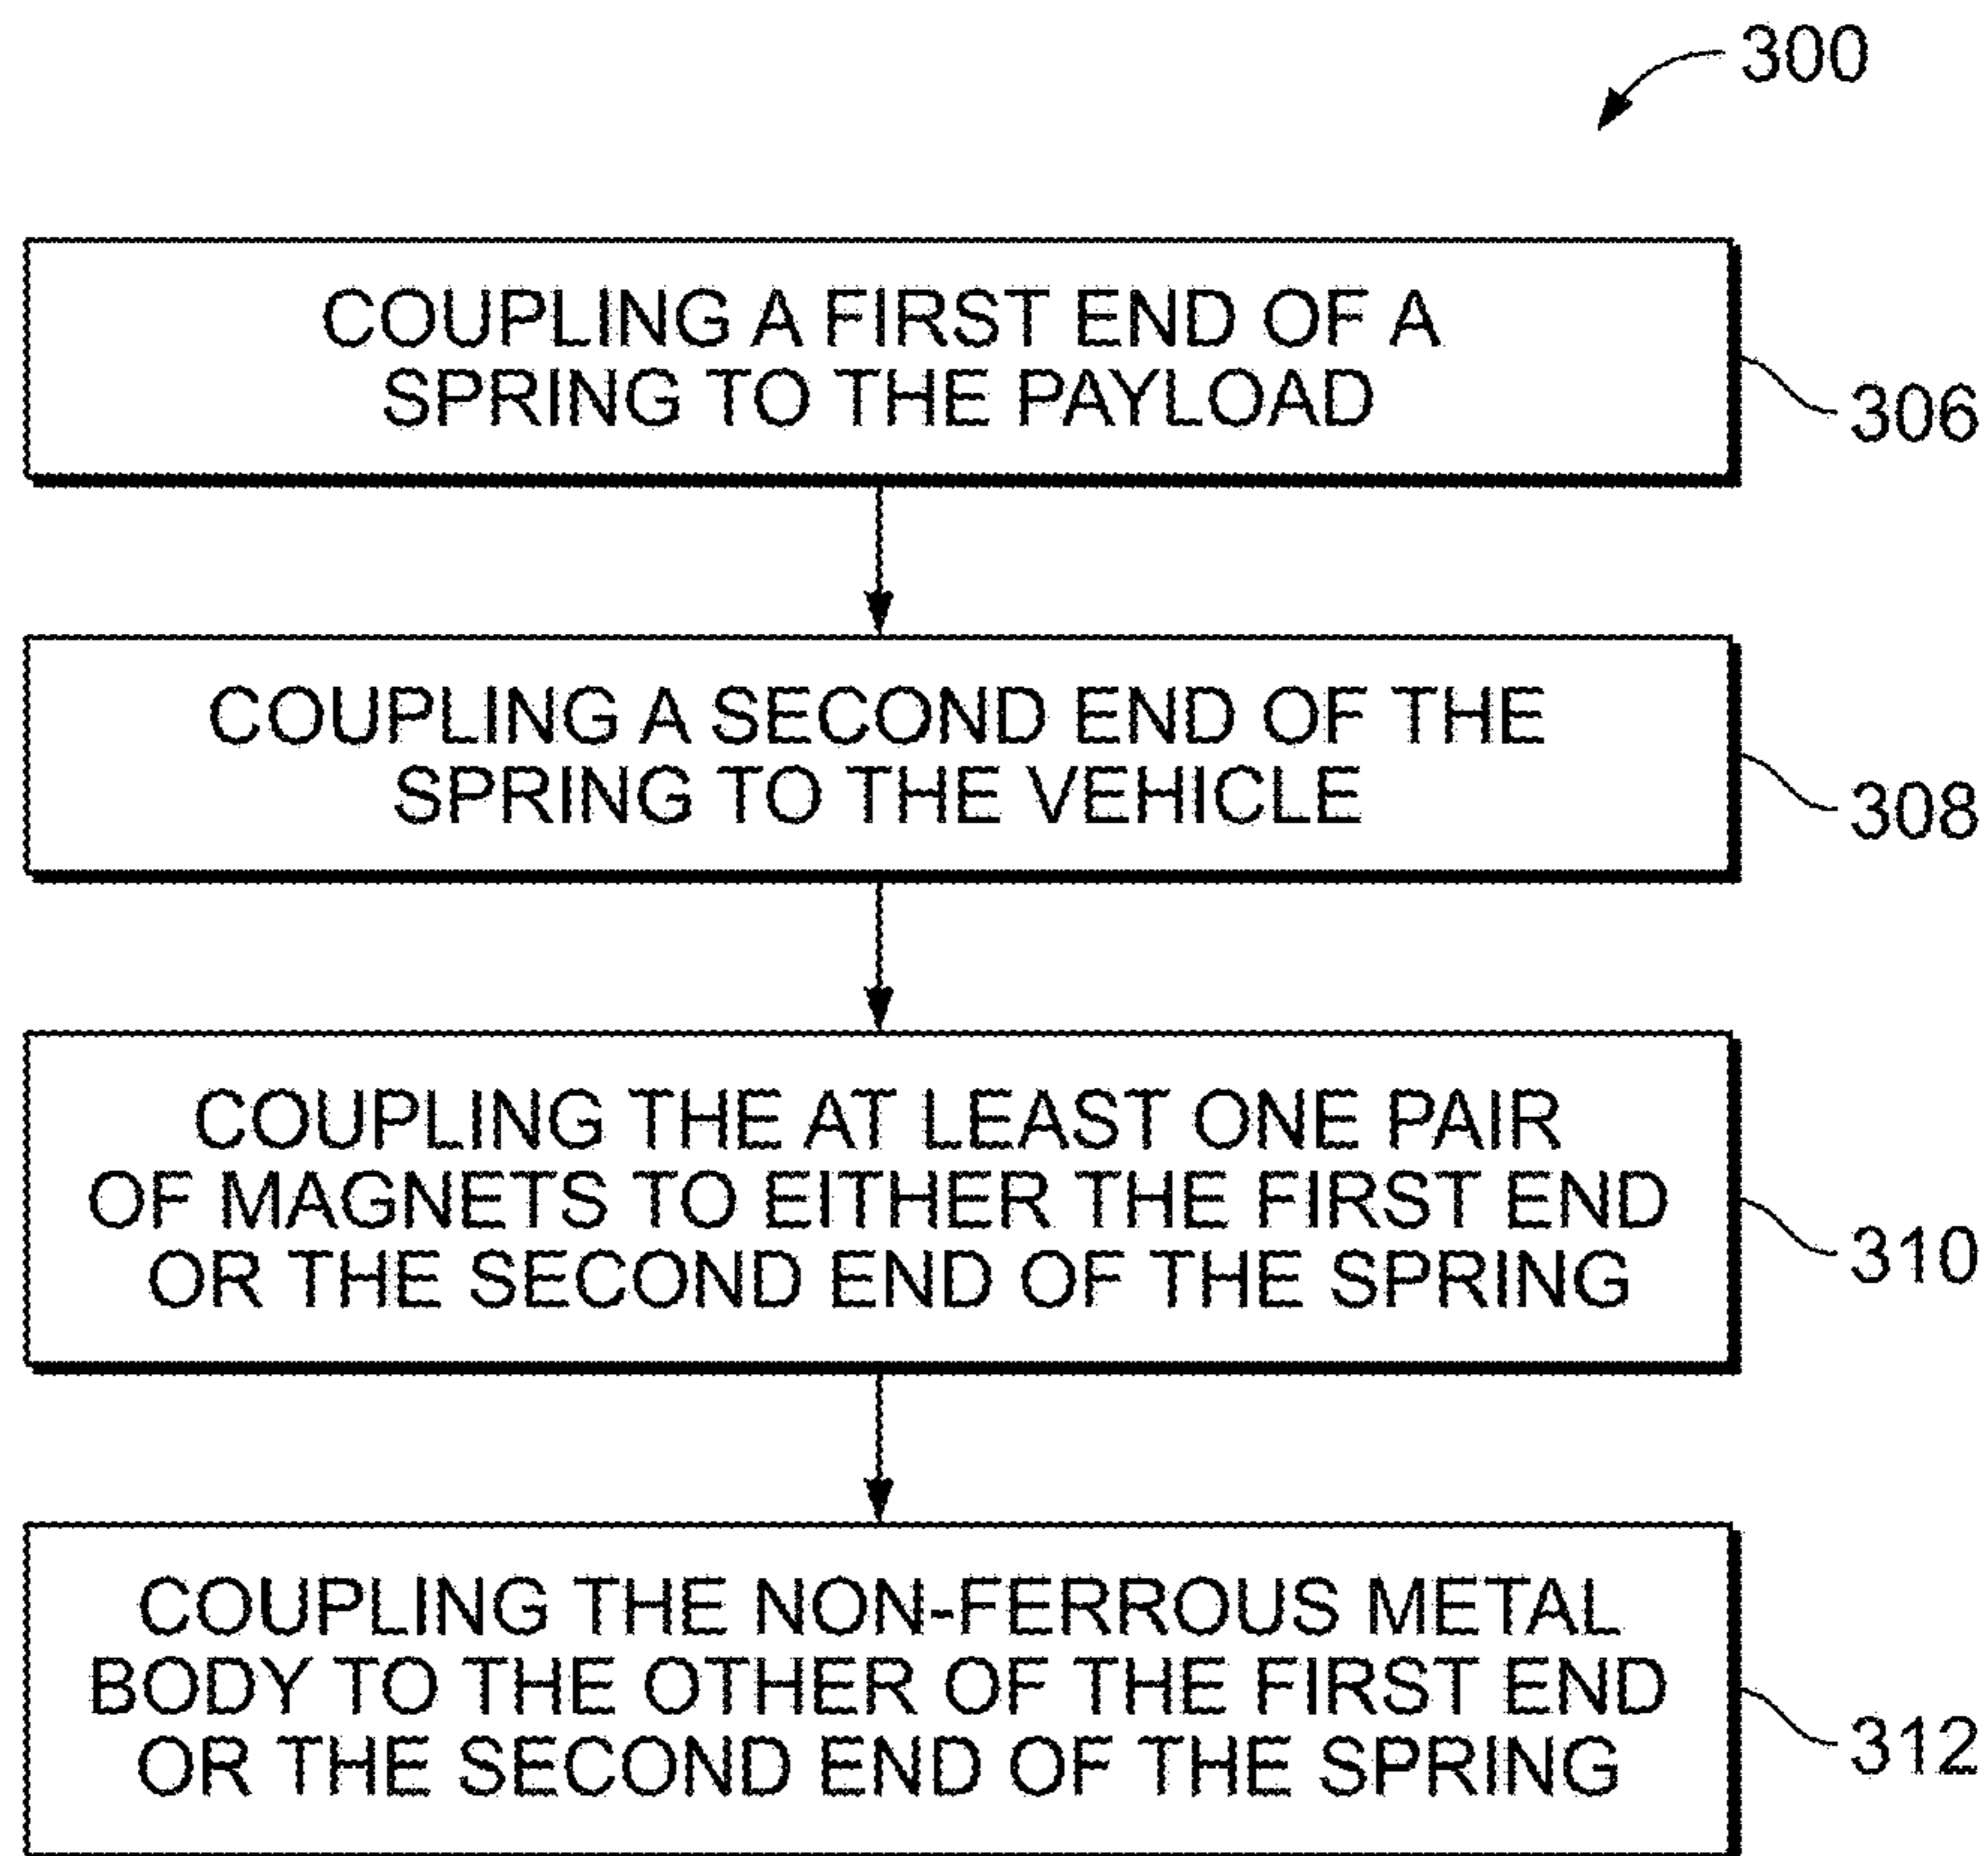 300
COUPLING A FIRST END OF A
SPRING TO THE PAYLOAD
306
COUPLING A SECOND END OF THE
SPRING TO THE VEHICLE
308
COUPLING THE AT LEAST ONE PAIR
OF MAGNETS TO EITHER THE FIRST END
OR THE SECOND END OF THE SPRING
310
COUPLING THE NON-FERROUS METAL
BODY TO THE OTHER OF THE FIRST END
OR THE SECOND END OF THE SPRING
312